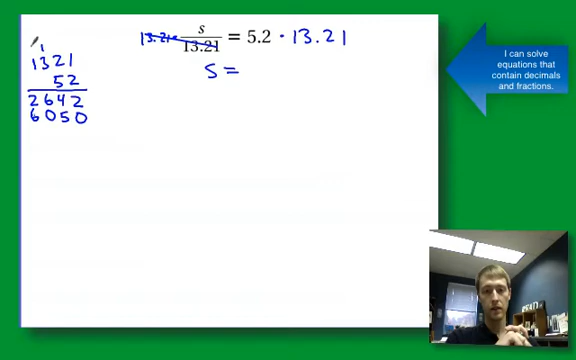 13.21 · s/13.21 = 5.2 · 13.21
s =
1
1321
52
2642
6050
I can solve
equations that
contain decimals
and fractions.